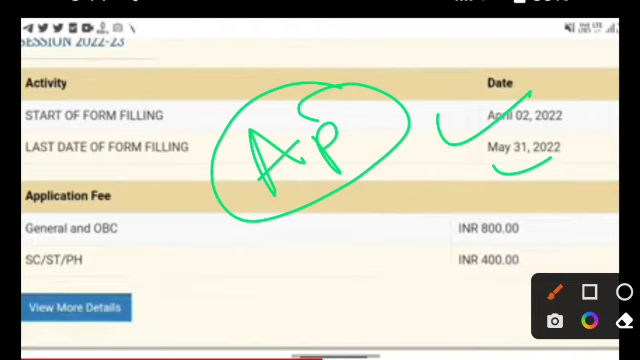 SESSION 2022-23
Activity Date
START OF FORM FILLING April 02, 2022
LAST DATE OF FORM FILLING May 31, 2022
Ap
Application Fee
General and OBC INR 800.00
SC/ST/PH INR 400.00
View More Details